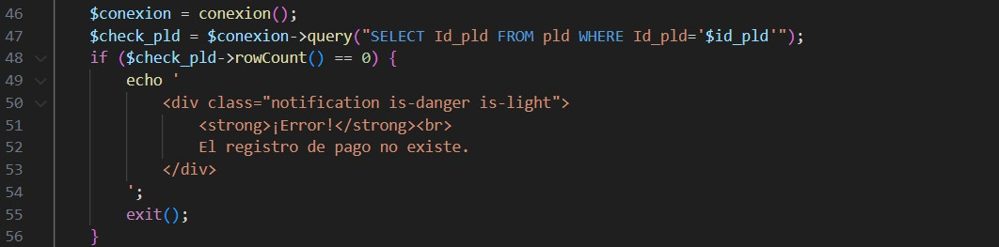 46 $conexion = conexion();
47 $check_pld = $conexion->query("SELECT Id_pld FROM pld WHERE Id_pld='$id_pld'");
48 if ($check_pld->rowCount() == 0) {
49 echo '
50 <div class="notification is-danger is-light">
51 <strong>¡Error!</strong><br>
52 El registro de pago no existe.
53 </div>
54 ';
55 exit();
56 }